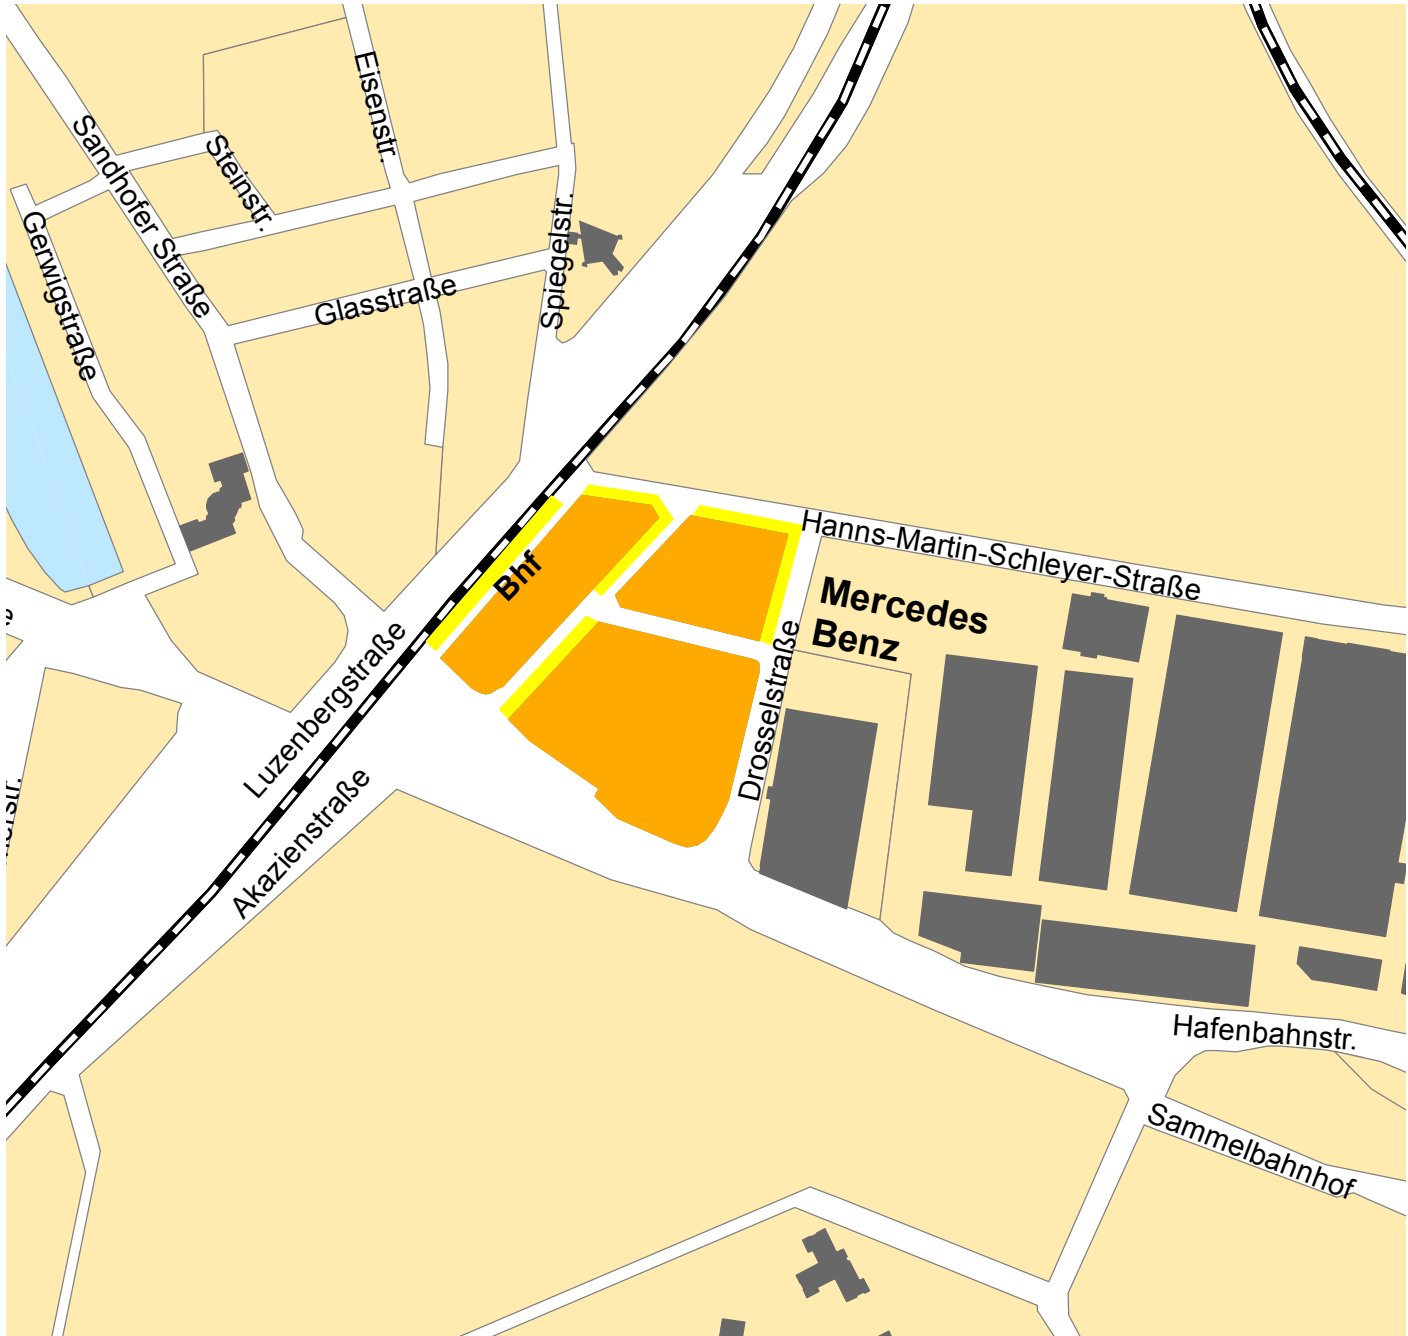 Eisenstr.
Sandhofer Straße
Steinstr.
Spiegelstr.
Gerwigstraße
Glasstraße
Hanns-Martin-Schleyer-Straße
Bhf
Mercedes
Benz
Luzenbergstraße
Drosselstraße
Akazienstraße
Hafenbahnstr.
Sammelbahnhof